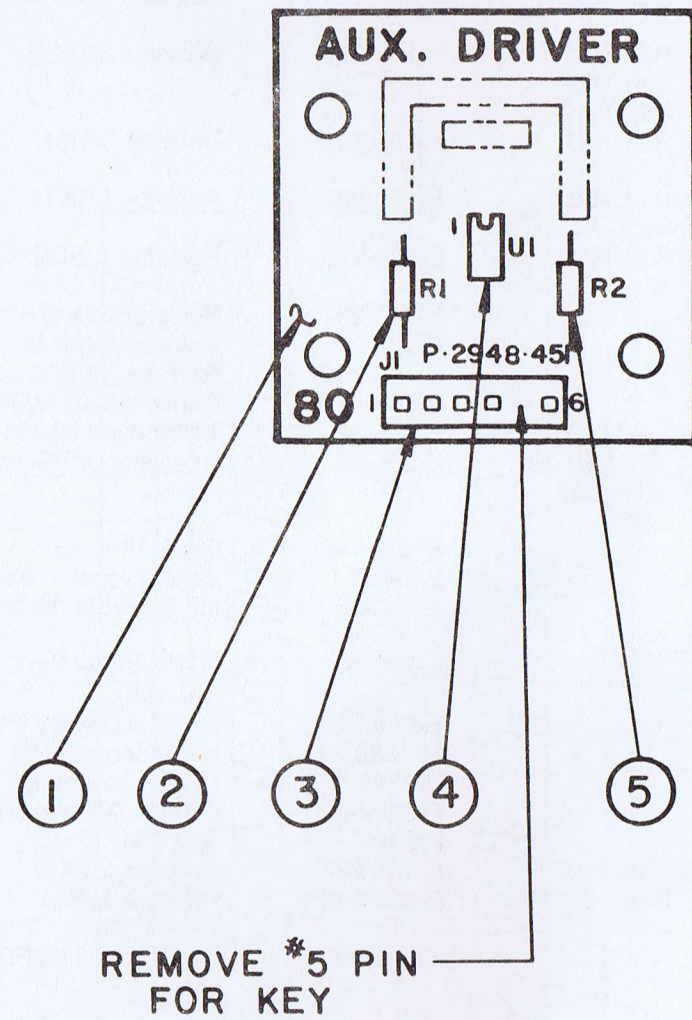 AUX. DRIVER
1 U1
R1 R2
2
J1 P-2948-451
80 1 6
1 2 3 4 5
REMOVE #5 PIN
FOR KEY